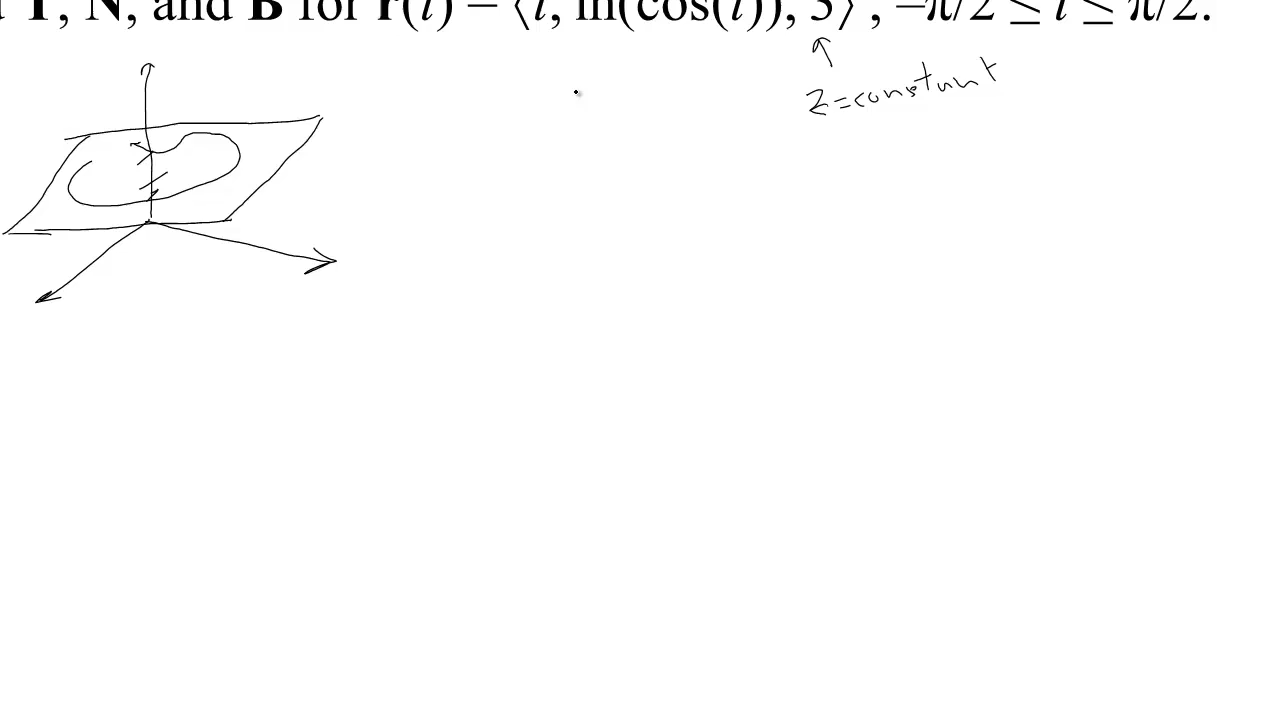 T, N, and B for r(t) = ⟨t, ln(cos(t)), 3⟩ , –π/2 ≤ t ≤ π/2.
z=constant